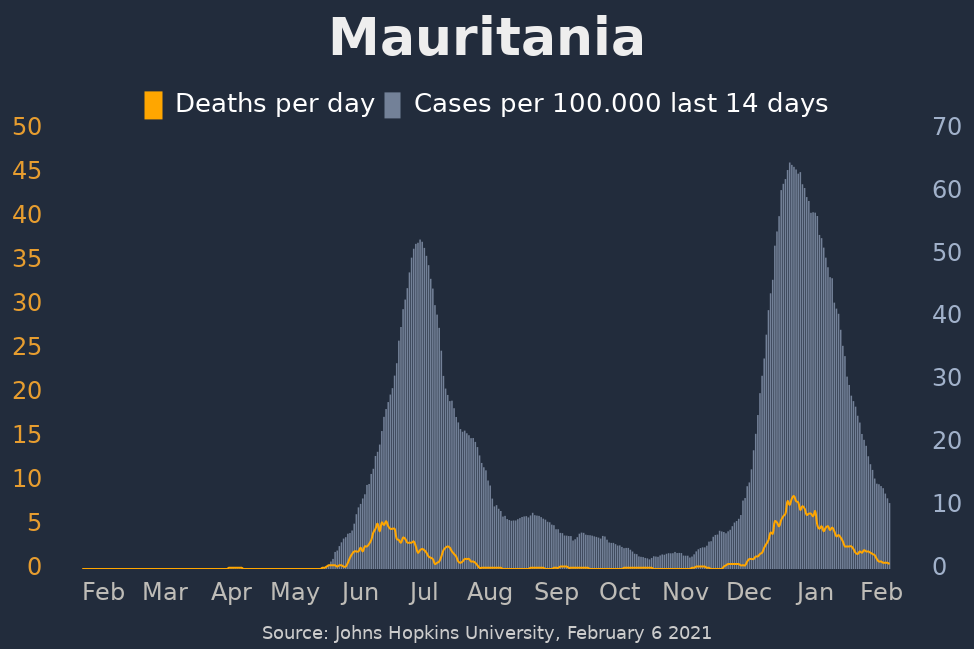 Mauritania
Deaths per day Cases per 100.000 last 14 days
50 70
45
40 60
35 50
30 40
25
20 30
15 20
10 10
5
0 0
Feb Mar Apr May Jun Jul Aug Sep Oct Nov Dec Jan Feb
Source: Johns Hopkins University, February 6 2021